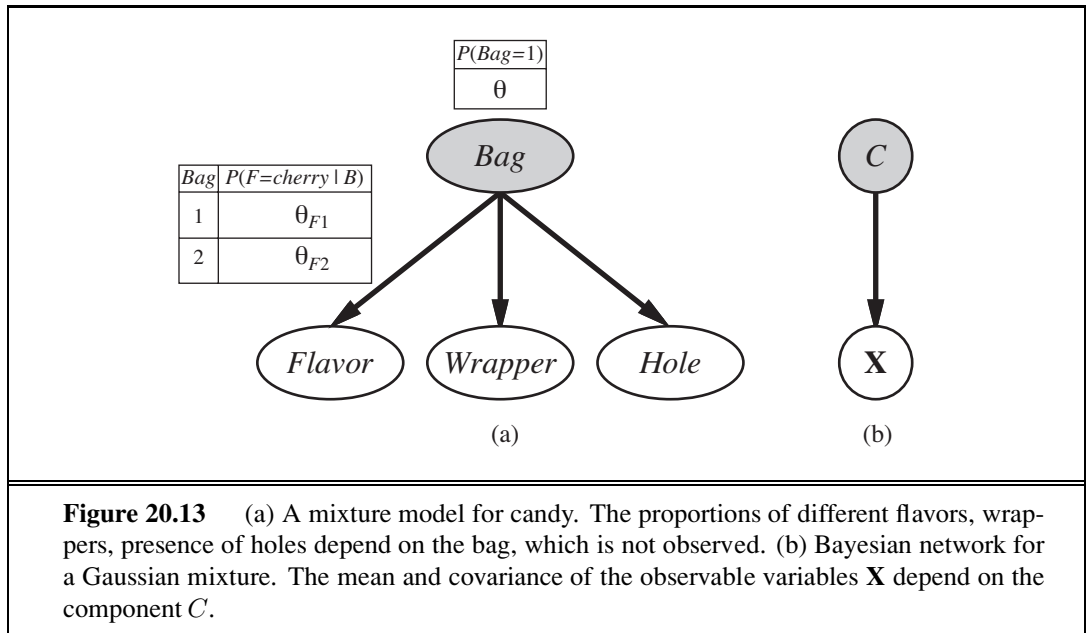 P(Bag=1)
θ
Bag
C
Bag P(F=cherry | B)
1 θF1
2 θF2
Flavor Wrapper Hole X
(a) (b)
Figure 20.13 (a) A mixture model for candy. The proportions of different flavors, wrap-
pers, presence of holes depend on the bag, which is not observed. (b) Bayesian network for
a Gaussian mixture. The mean and covariance of the observable variables X depend on the
component C.